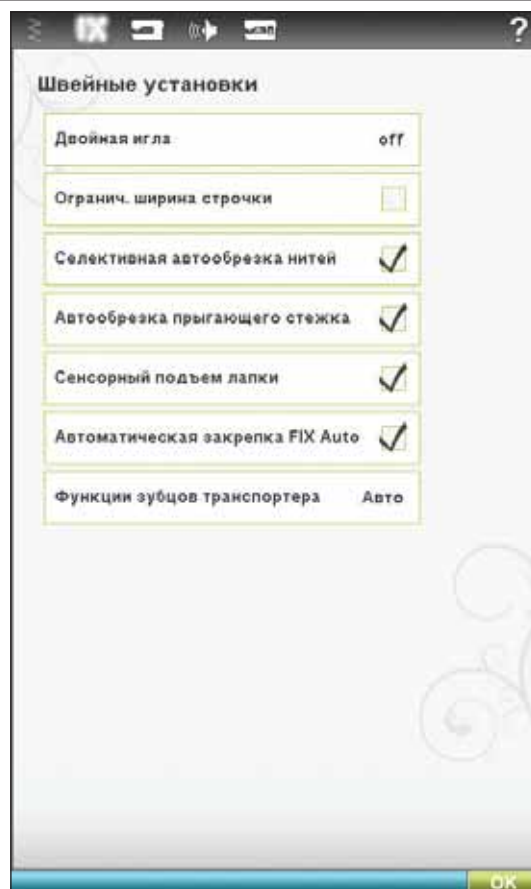 ?
Швейные установки
Двойная игла off
Огранич. ширина строчки
Селективная автообрезка нитей
Автообрезка прыгающего стежка
Сенсорный подъем лапки
Автоматическая закрепка FIX Auto
Функции зубцов транспортера Авто
OK